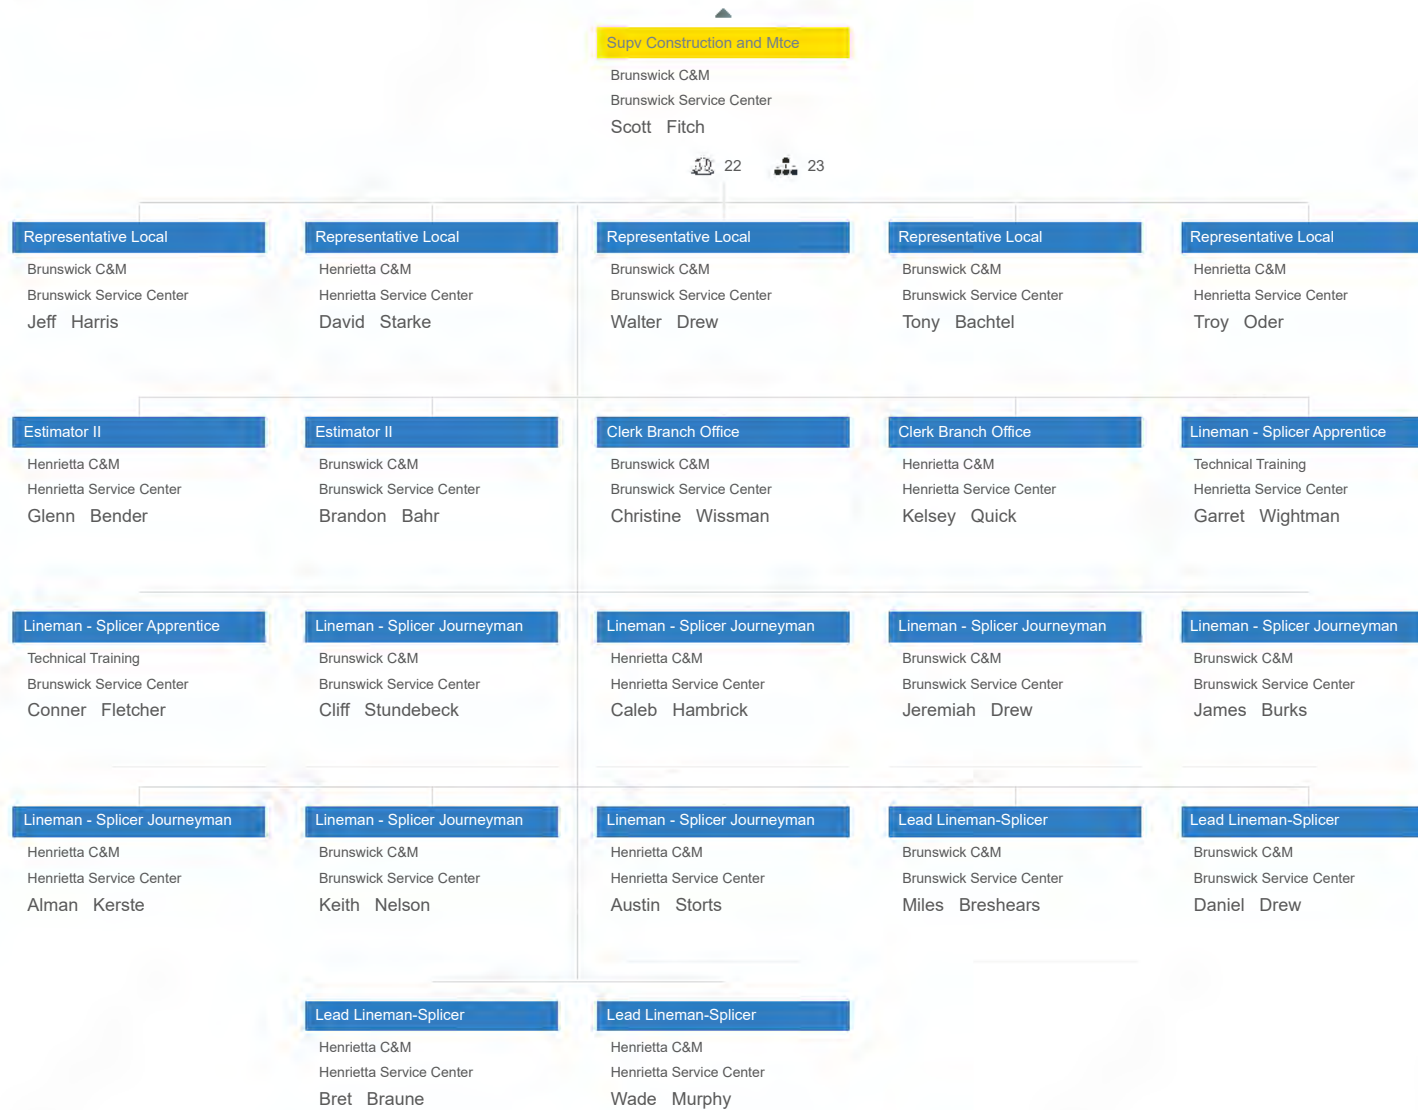 Supv Construction and Mtce
Brunswick C&M
Brunswick Service Center
Scott Fitch
22 23
Representative Local
Brunswick C&M
Brunswick Service Center
Jeff Harris
Representative Local
Henrietta C&M
Henrietta Service Center
David Starke
Representative Local
Brunswick C&M
Brunswick Service Center
Walter Drew
Representative Local
Brunswick C&M
Brunswick Service Center
Tony Bachtel
Representative Local
Henrietta C&M
Henrietta Service Center
Troy Oder
Estimator II
Henrietta C&M
Henrietta Service Center
Glenn Bender
Estimator II
Brunswick C&M
Brunswick Service Center
Brandon Bahr
Clerk Branch Office
Brunswick C&M
Brunswick Service Center
Christine Wissman
Clerk Branch Office
Henrietta C&M
Henrietta Service Center
Kelsey Quick
Lineman - Splicer Apprentice
Technical Training
Henrietta Service Center
Garret Wightman
Lineman - Splicer Apprentice
Technical Training
Brunswick Service Center
Conner Fletcher
Lineman - Splicer Journeyman
Brunswick C&M
Brunswick Service Center
Cliff Stundebeck
Lineman - Splicer Journeyman
Henrietta C&M
Henrietta Service Center
Caleb Hambrick
Lineman - Splicer Journeyman
Brunswick C&M
Brunswick Service Center
Jeremiah Drew
Lineman - Splicer Journeyman
Brunswick C&M
Brunswick Service Center
James Burks
Lineman - Splicer Journeyman
Henrietta C&M
Henrietta Service Center
Alman Kerste
Lineman - Splicer Journeyman
Brunswick C&M
Brunswick Service Center
Keith Nelson
Lineman - Splicer Journeyman
Henrietta C&M
Henrietta Service Center
Austin Storts
Lead Lineman-Splicer
Brunswick C&M
Brunswick Service Center
Miles Breshears
Lead Lineman-Splicer
Brunswick C&M
Brunswick Service Center
Daniel Drew
Lead Lineman-Splicer
Henrietta C&M
Henrietta Service Center
Bret Braune
Lead Lineman-Splicer
Henrietta C&M
Henrietta Service Center
Wade Murphy